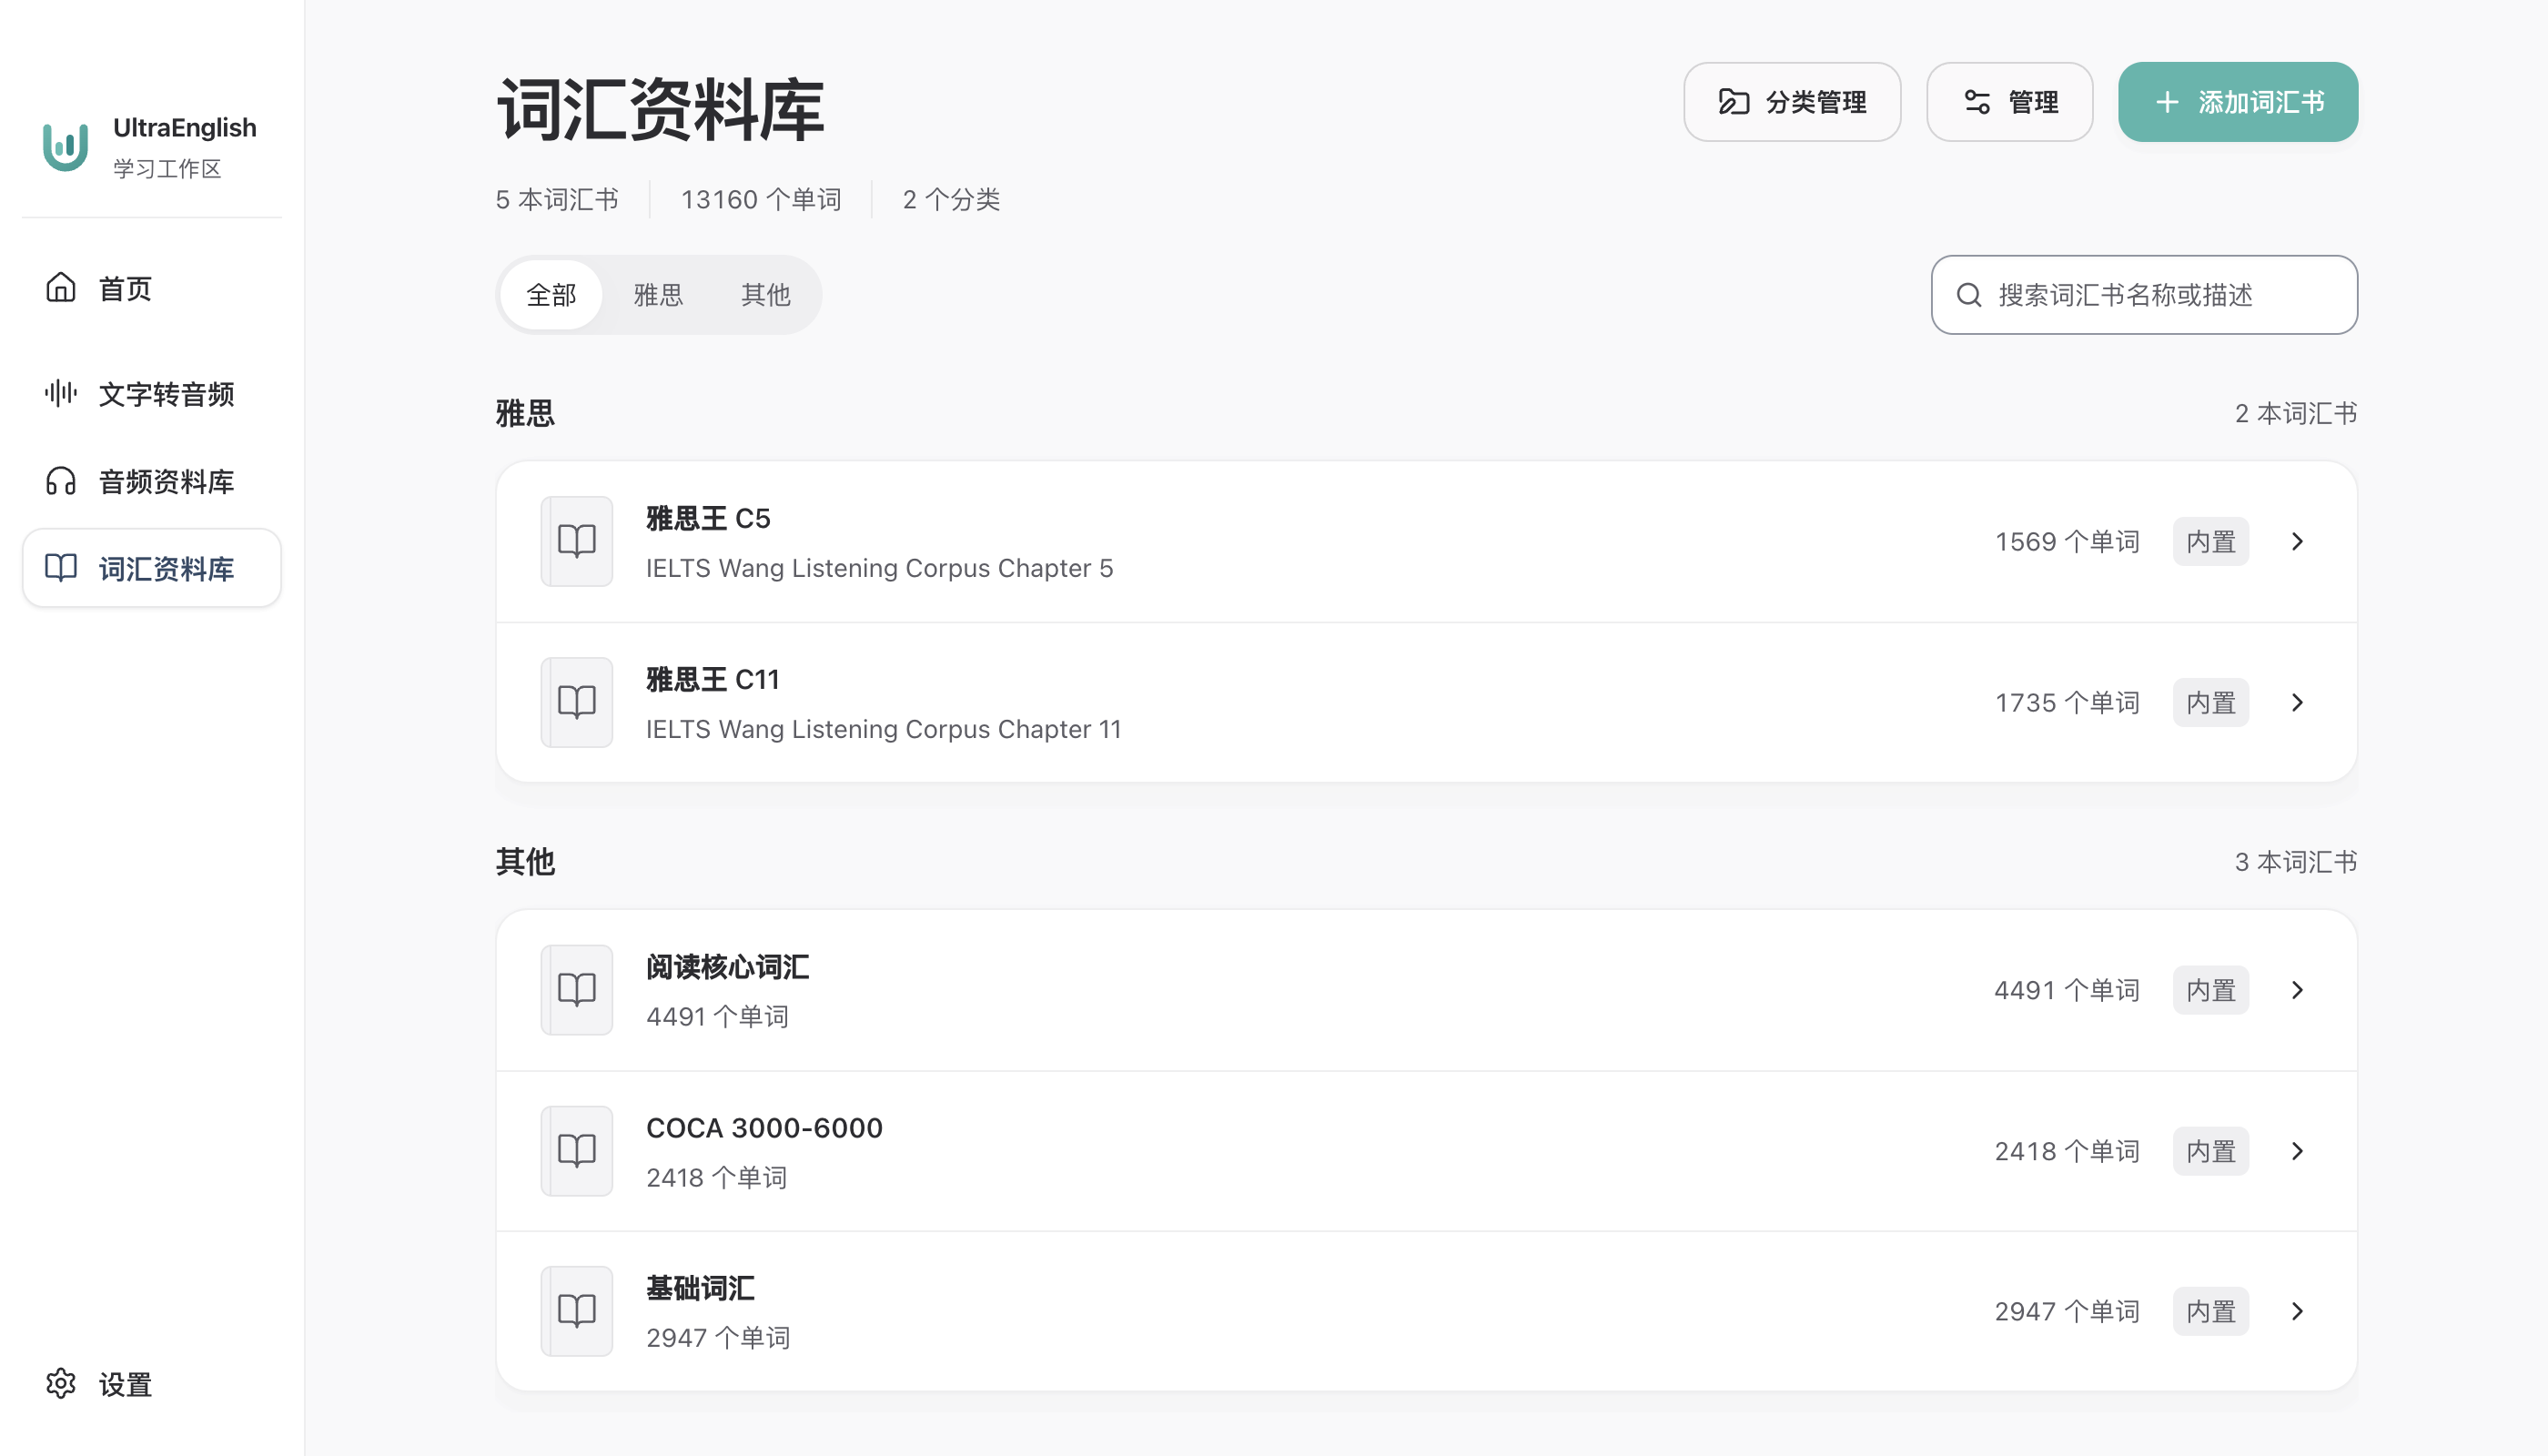 UltraEnglish
学习工作区
首页
文字转音频
音频资料库
词汇资料库
设置
词汇资料库
分类管理
管理
添加词汇书
5 本词汇书
13160 个单词
2 个分类
全部
雅思
其他
搜索词汇书名称或描述
雅思
2 本词汇书
雅思王 C5
IELTS Wang Listening Corpus Chapter 5
1569 个单词
内置
雅思王 C11
IELTS Wang Listening Corpus Chapter 11
1735 个单词
内置
其他
3 本词汇书
阅读核心词汇
4491 个单词
4491 个单词
内置
COCA 3000-6000
2418 个单词
2418 个单词
内置
基础词汇
2947 个单词
2947 个单词
内置